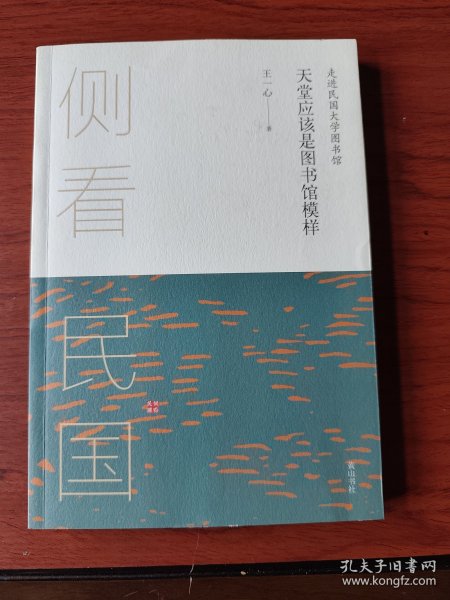 走进民国大学图书馆
天堂应该是图书馆模样
王一心
著
侧看
民国
黄山书社
孔夫子旧书网
www.kongfz.com